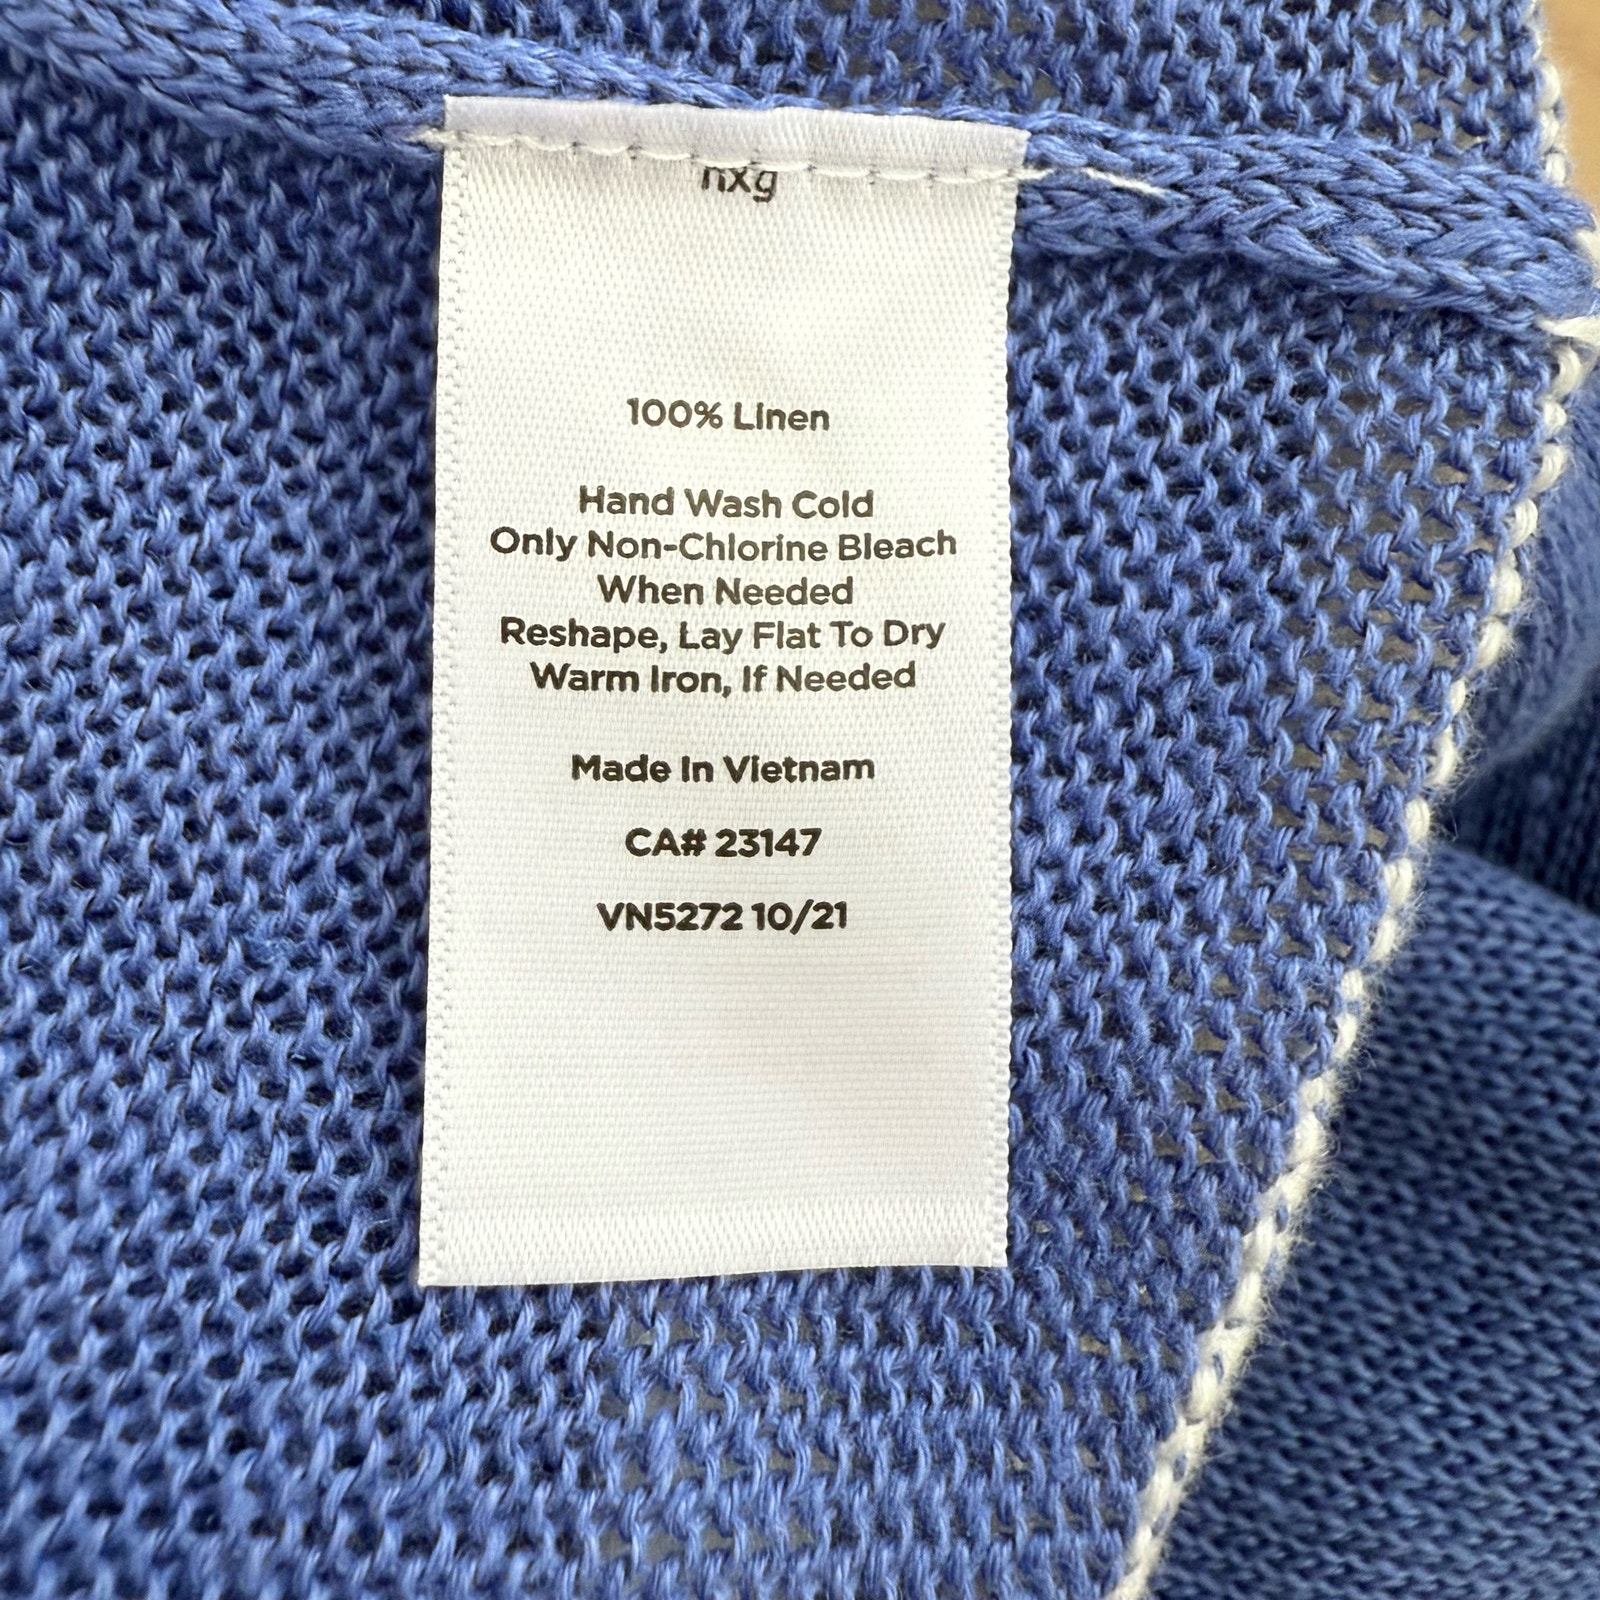 nxg
100% Linen
Hand Wash Cold
Only Non-Chlorine Bleach
When Needed
Reshape, Lay Flat To Dry
Warm Iron, If Needed
Made In Vietnam
CA# 23147
VN5272 10/21